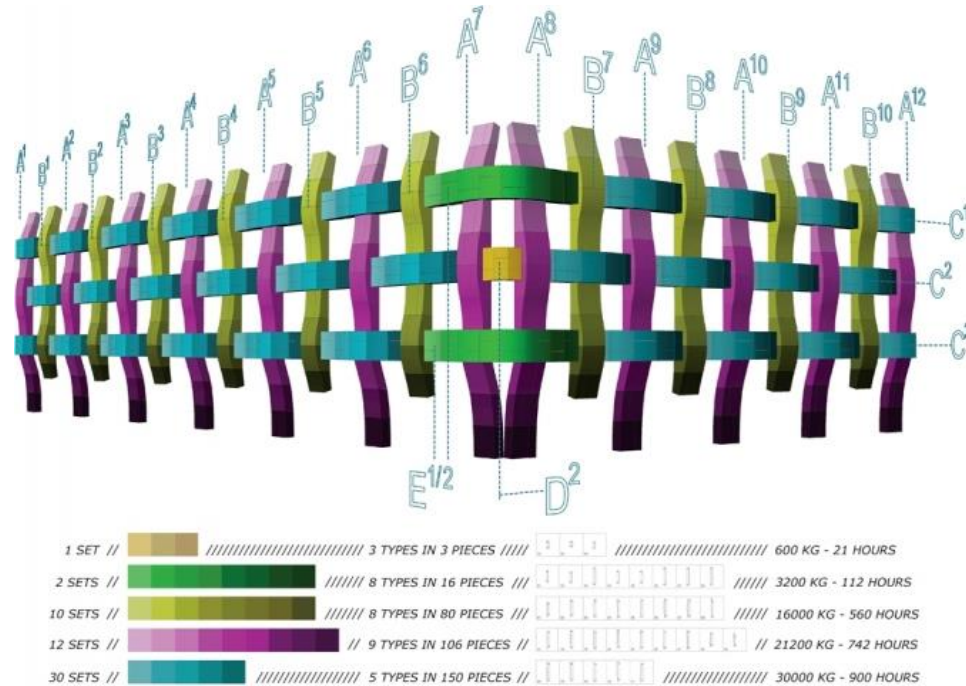 A1 B1 A2 B2 A3 B3 A4 B4 A5 B5 A6 B6 A7 A8 B7 A9 B8 A10 B9 A11 B10 A12
C
C2
C
E1/2 D2
1 SET // //////////////////////////////// 3 TYPES IN 3 PIECES ///// //////////////////////////////// 600 KG - 21 HOURS
2 SETS // /////// 8 TYPES IN 16 PIECES ///// ////// 3200 KG - 112 HOURS
10 SETS // /////// 8 TYPES IN 80 PIECES ///// ////// 16000 KG - 560 HOURS
12 SETS // // 9 TYPES IN 106 PIECES //// // 21200 KG - 742 HOURS
30 SETS // ////////////////////// 5 TYPES IN 150 PIECES //// ////////////////////// 30000 KG - 900 HOURS